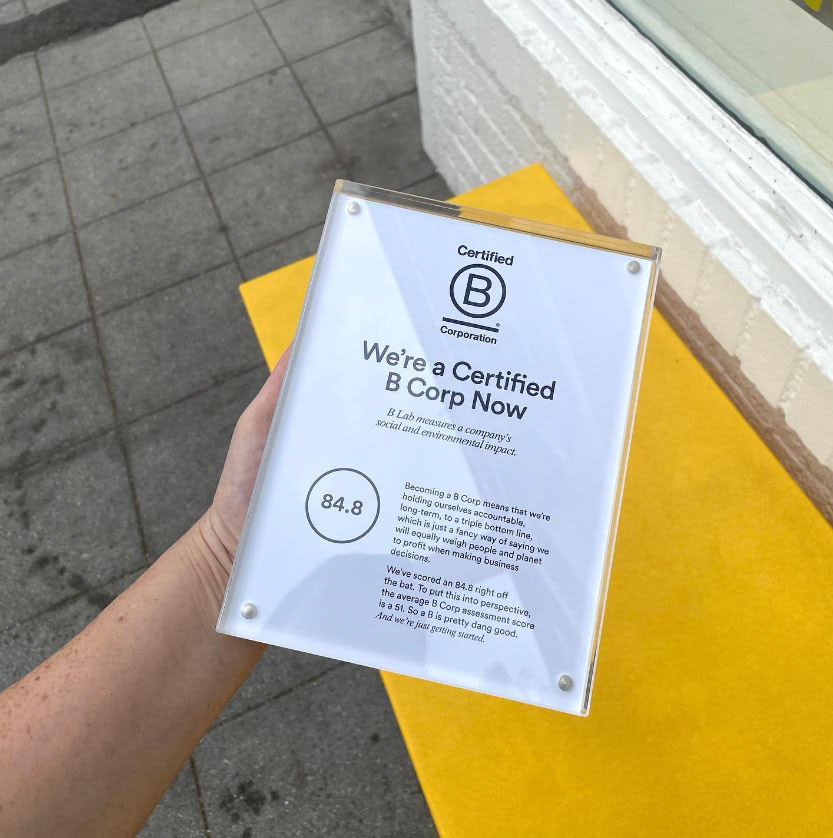 Certified
B
Corporation
We're a Certified
B Corp Now
B Lab measures a company's
social and environmental impact.
84.8
Becoming a B Corp means that we're
holding ourselves accountable,
long-term, to a triple bottom line,
which is just a fancy way of saying we
will equally weigh people and planet
to profit when making business
decisions.
We've scored an 84.8 right off
the bat. To put this into perspective,
the average B Corp assessment score
is a 51. So a B is pretty dang good.
And we're just getting started.